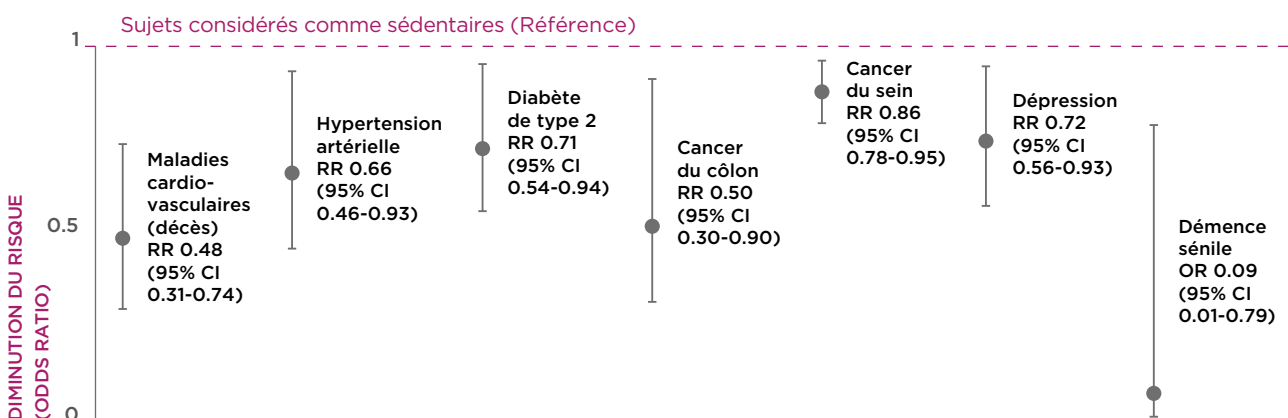 Sujets considérés comme sédentaires (Référence)
1
0.5
0
DIMINUTION DU RISQUE
(ODDS RATIO)
Maladies
cardio-
vasculaires
(décès)
RR 0.48
(95% CI
0.31-0.74)
Hypertension
artérielle
RR 0.66
(95% CI
0.46-0.93)
Diabète
de type 2
RR 0.71
(95% CI
0.54-0.94)
Cancer
du côlon
RR 0.50
(95% CI
0.30-0.90)
Cancer
du sein
RR 0.86
(95% CI
0.78-0.95)
Dépression
RR 0.72
(95% CI
0.56-0.93)
Démence
sénile
OR 0.09
(95% CI
0.01-0.79)